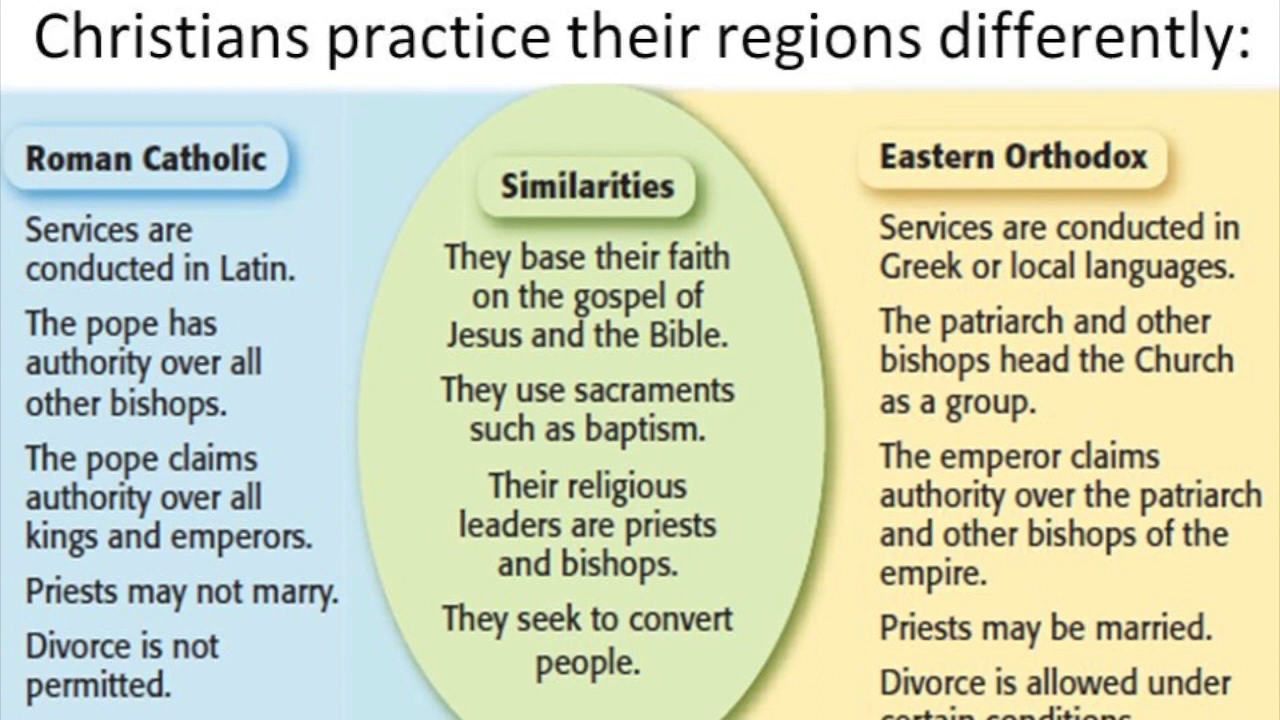 Christians practice their regions differently:
Roman Catholic
Services are
conducted in Latin.
The pope has
authority over all
other bishops.
The pope claims
authority over all
kings and emperors.
Priests may not marry.
Divorce is not
permitted.
Similarities
They base their faith
on the gospel of
Jesus and the Bible.
They use sacraments
such as baptism.
Their religious
leaders are priests
and bishops.
They seek to convert
people.
Eastern Orthodox
Services are conducted in
Greek or local languages.
The patriarch and other
bishops head the Church
as a group.
The emperor claims
authority over the patriarch
and other bishops of the
empire.
Priests may be married.
Divorce is allowed under
certain conditions